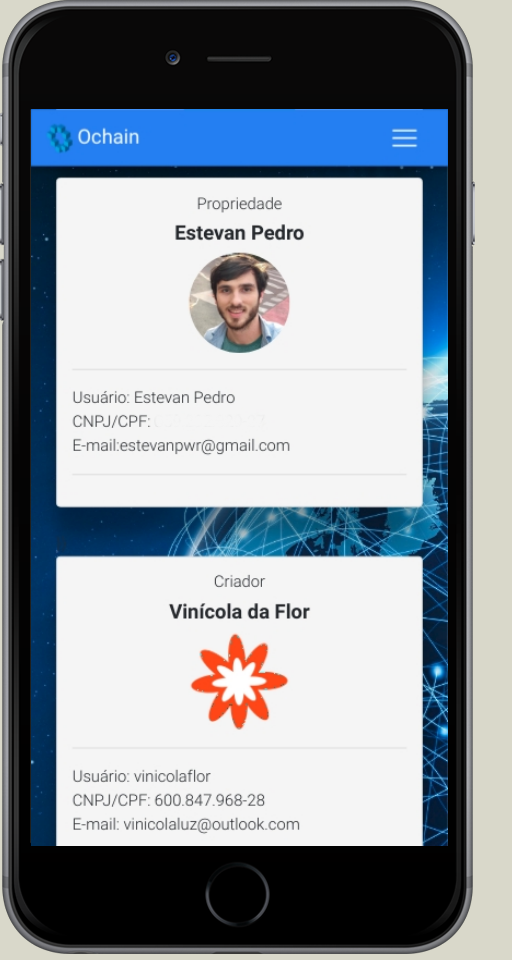 Ochain
Propriedade
Estevan Pedro
Usuário: Estevan Pedro
CNPJ/CPF:
E-mail:estevanpwr@gmail.com
Criador
Vinícola da Flor
Usuário: vinicolaflor
CNPJ/CPF: 600.847.968-28
E-mail: vinicolaluz@outlook.com